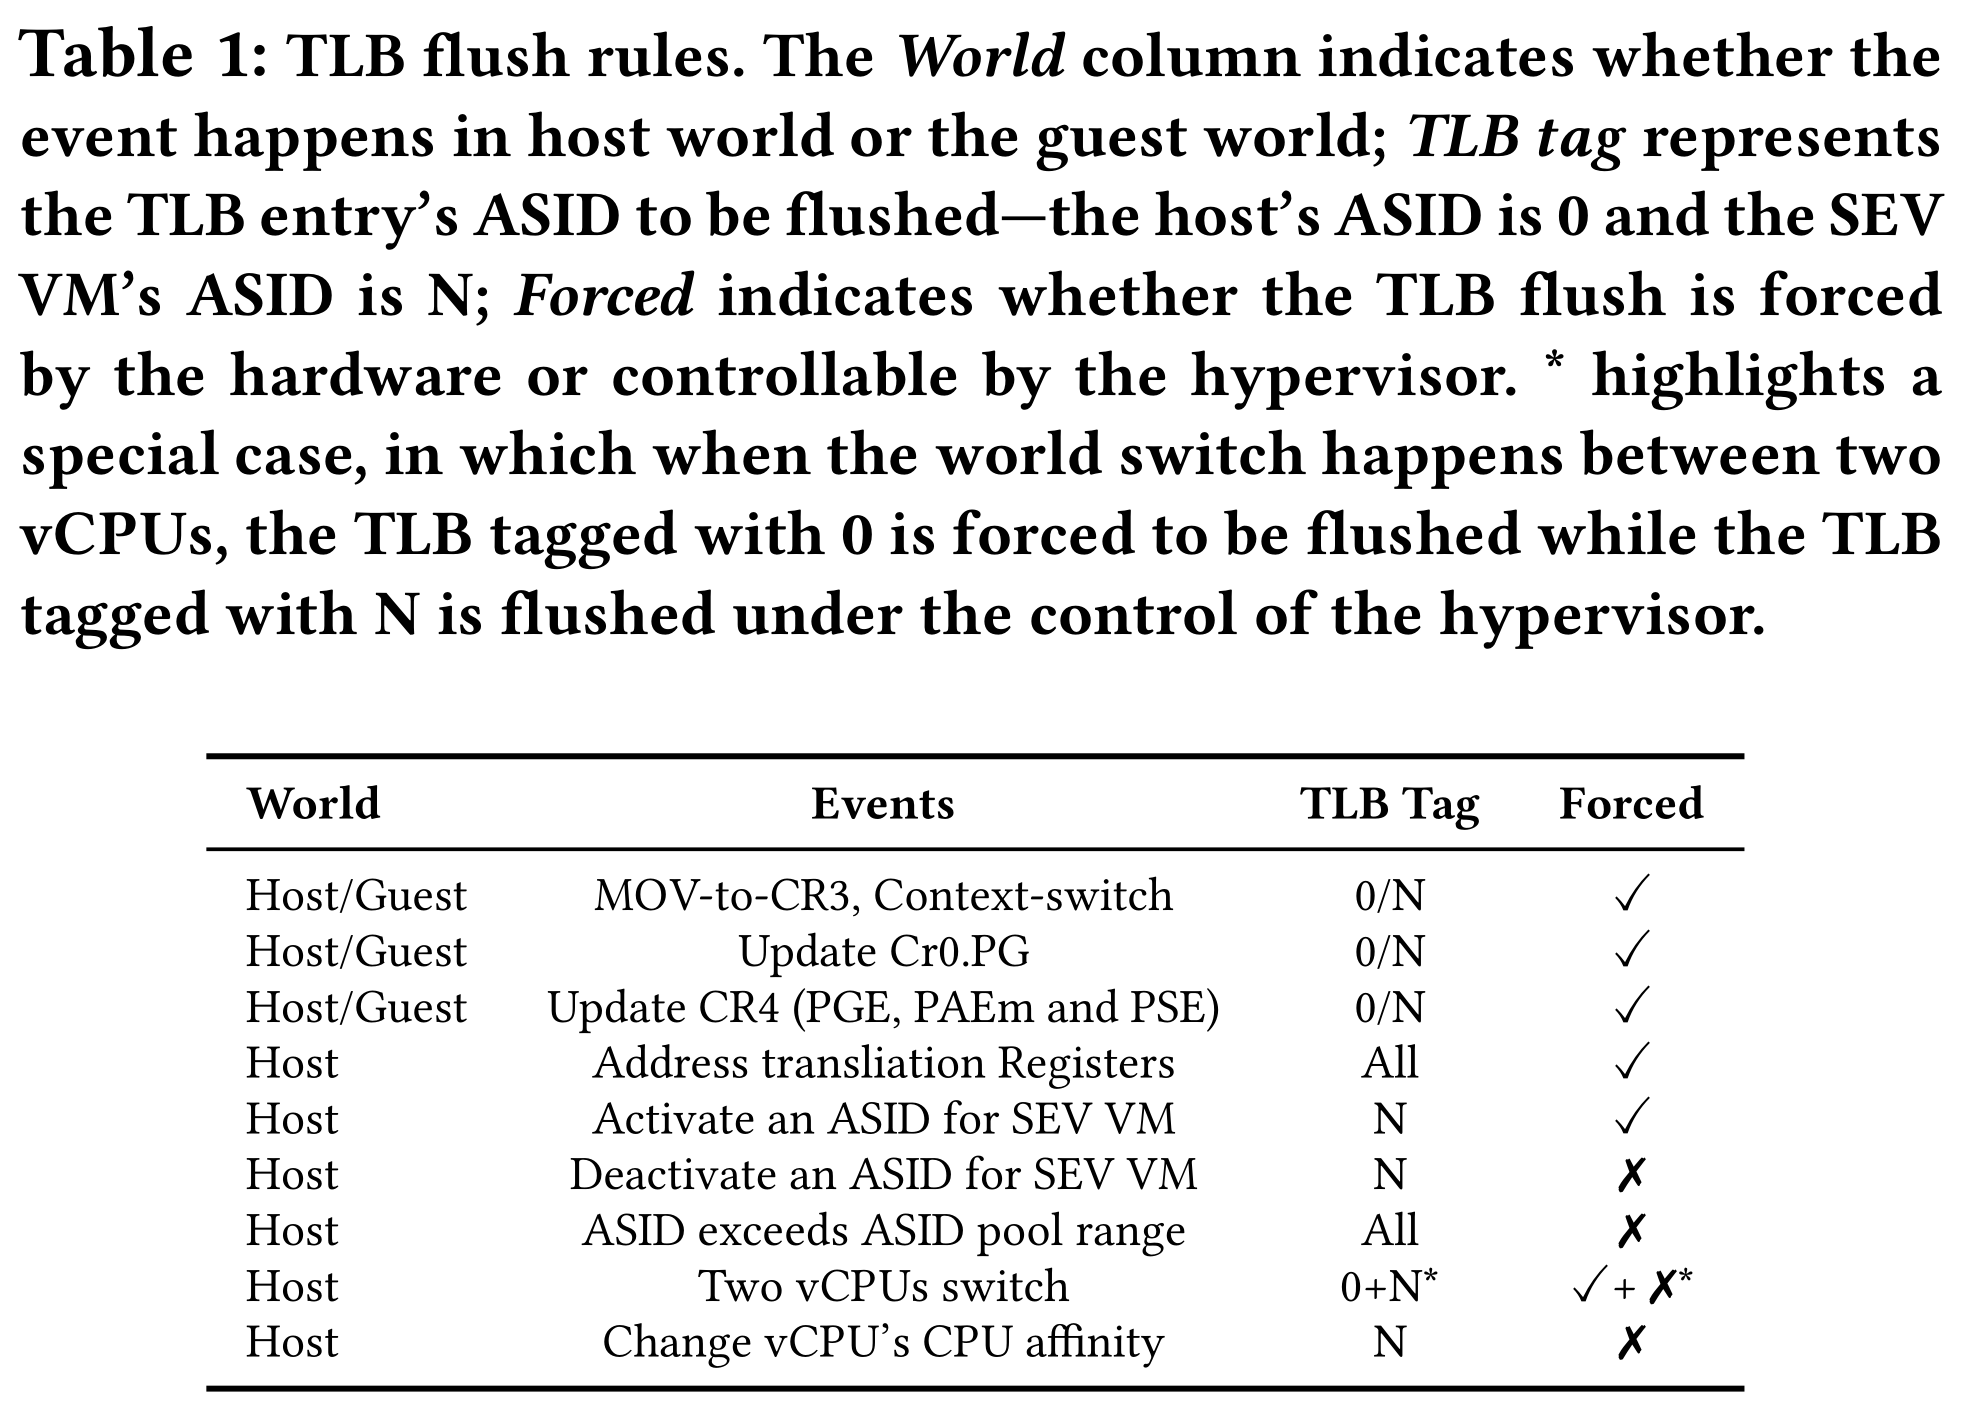 Table 1: TLB flush rules. The World column indicates whether the
event happens in host world or the guest world; TLB tag represents
the TLB entry’s ASID to be flushed—the host’s ASID is 0 and the SEV
VM’s ASID is N; Forced indicates whether the TLB flush is forced
by the hardware or controllable by the hypervisor. * highlights a
special case, in which when the world switch happens between two
vCPUs, the TLB tagged with 0 is forced to be flushed while the TLB
tagged with N is flushed under the control of the hypervisor.
World Events TLB Tag Forced
Host/Guest MOV-to-CR3, Context-switch 0/N ✓
Host/Guest Update Cr0.PG 0/N ✓
Host/Guest Update CR4 (PGE, PAEm and PSE) 0/N ✓
Host Address transliation Registers All ✓
Host Activate an ASID for SEV VM N ✓
Host Deactivate an ASID for SEV VM N ✗
Host ASID exceeds ASID pool range All ✗
Host Two vCPUs switch 0+N* ✓ + ✗*
Host Change vCPU’s CPU affinity N ✗